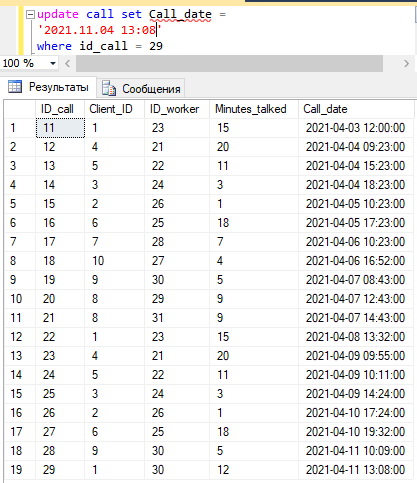 update call set Call_date =
'2021.11.04 13:08'
where id_call = 29
100 %
Результаты Сообщения
ID_call Client_ID ID_worker Minutes_talked Call_date
1 11 1 23 15 2021-04-03 12:00:00
2 12 4 21 20 2021-04-04 09:23:00
3 13 5 22 11 2021-04-04 15:23:00
4 14 3 24 3 2021-04-04 18:23:00
5 15 2 26 1 2021-04-05 10:23:00
6 16 6 25 18 2021-04-05 17:23:00
7 17 7 28 7 2021-04-06 10:23:00
8 18 10 27 4 2021-04-06 16:52:00
9 19 9 30 5 2021-04-07 08:43:00
10 20 8 29 9 2021-04-07 12:43:00
11 21 8 31 9 2021-04-07 14:43:00
12 22 1 23 15 2021-04-08 13:32:00
13 23 4 21 20 2021-04-09 09:55:00
14 24 5 22 11 2021-04-09 10:11:00
15 25 3 24 3 2021-04-09 14:24:00
16 26 2 26 1 2021-04-10 17:24:00
17 27 6 25 18 2021-04-10 19:32:00
18 28 9 30 5 2021-04-11 10:09:00
19 29 1 30 12 2021-04-11 13:08:00